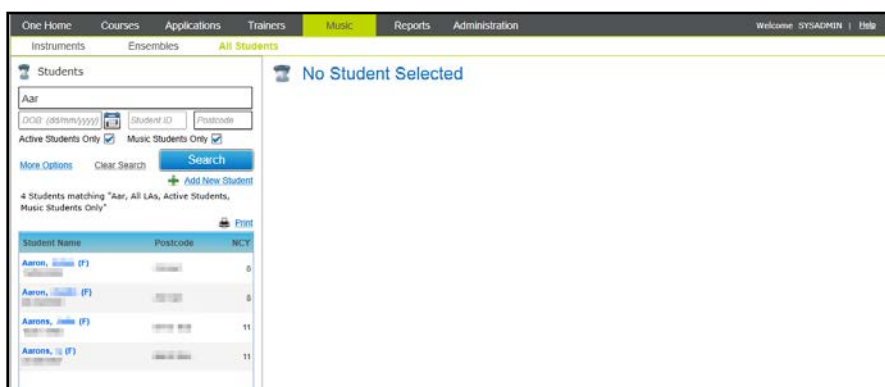 One Home Courses Applications Trainers Music Reports Administration Welcome SYSADMIN | Help
Instruments Ensembles All Students
Students
No Student Selected
Aar
DOB: (dd/mm/yyyy) Student ID Postcode
Active Students Only Music Students Only
More Options Clear Search Search
Add New Student
4 Students matching "Aar, All LAs, Active Students,
Music Students Only"
Print
Student Name Postcode NCY
Aaron, (F)
Aaron, (F)
Aarons, (F)
11
Aarons, (F)
11